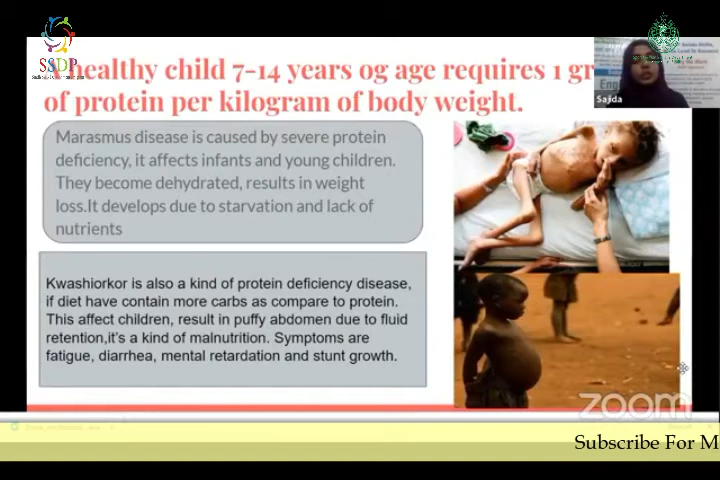 SSDP
healthy child 7-14 years og age requires 1 gr
of protein per kilogram of body weight.
Sajda
Marasmus disease is caused by severe protein
deficiency, it affects infants and young children.
They become dehydrated, results in weight
loss.It develops due to starvation and lack of
nutrients
Kwashiorkor is also a kind of protein deficiency disease,
if diet have contain more carbs as compare to protein.
This affect children, result in puffy abdomen due to fluid
retention,it's a kind of malnutrition. Symptoms are
fatigue, diarrhea, mental retardation and stunt growth.
zoom
Subscribe For M